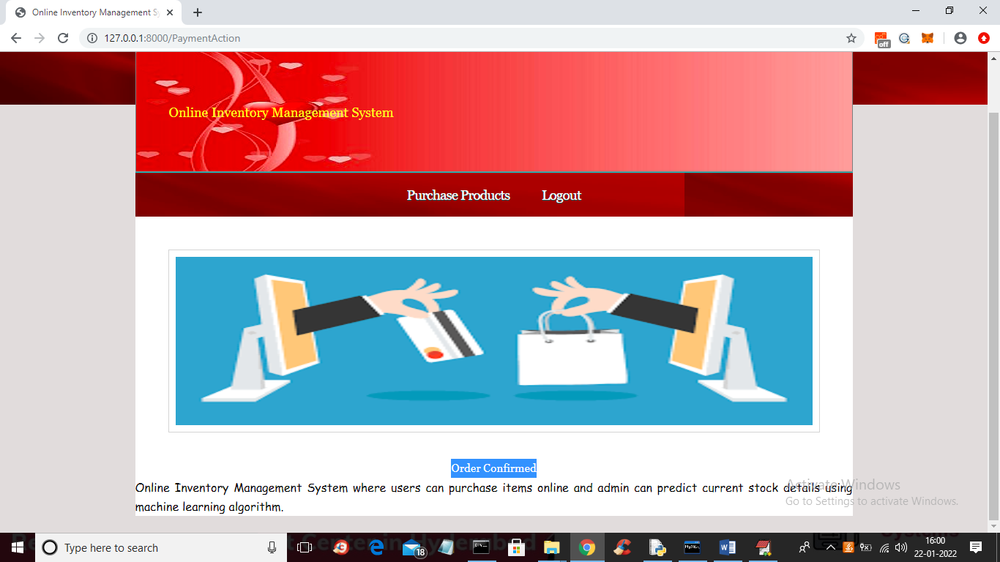 Online Inventory Management S
127.0.0.1:8000/PaymentAction
off
Online Inventory Management System
Purchase Products Logout
Order Confirmed
Online Inventory Management System where users can purchase items online and admin can predict current stock details using
machine learning algorithm.
Activate Windows
Go to Settings to activate Windows.
Type here to search
18
16:00
22-01-2022